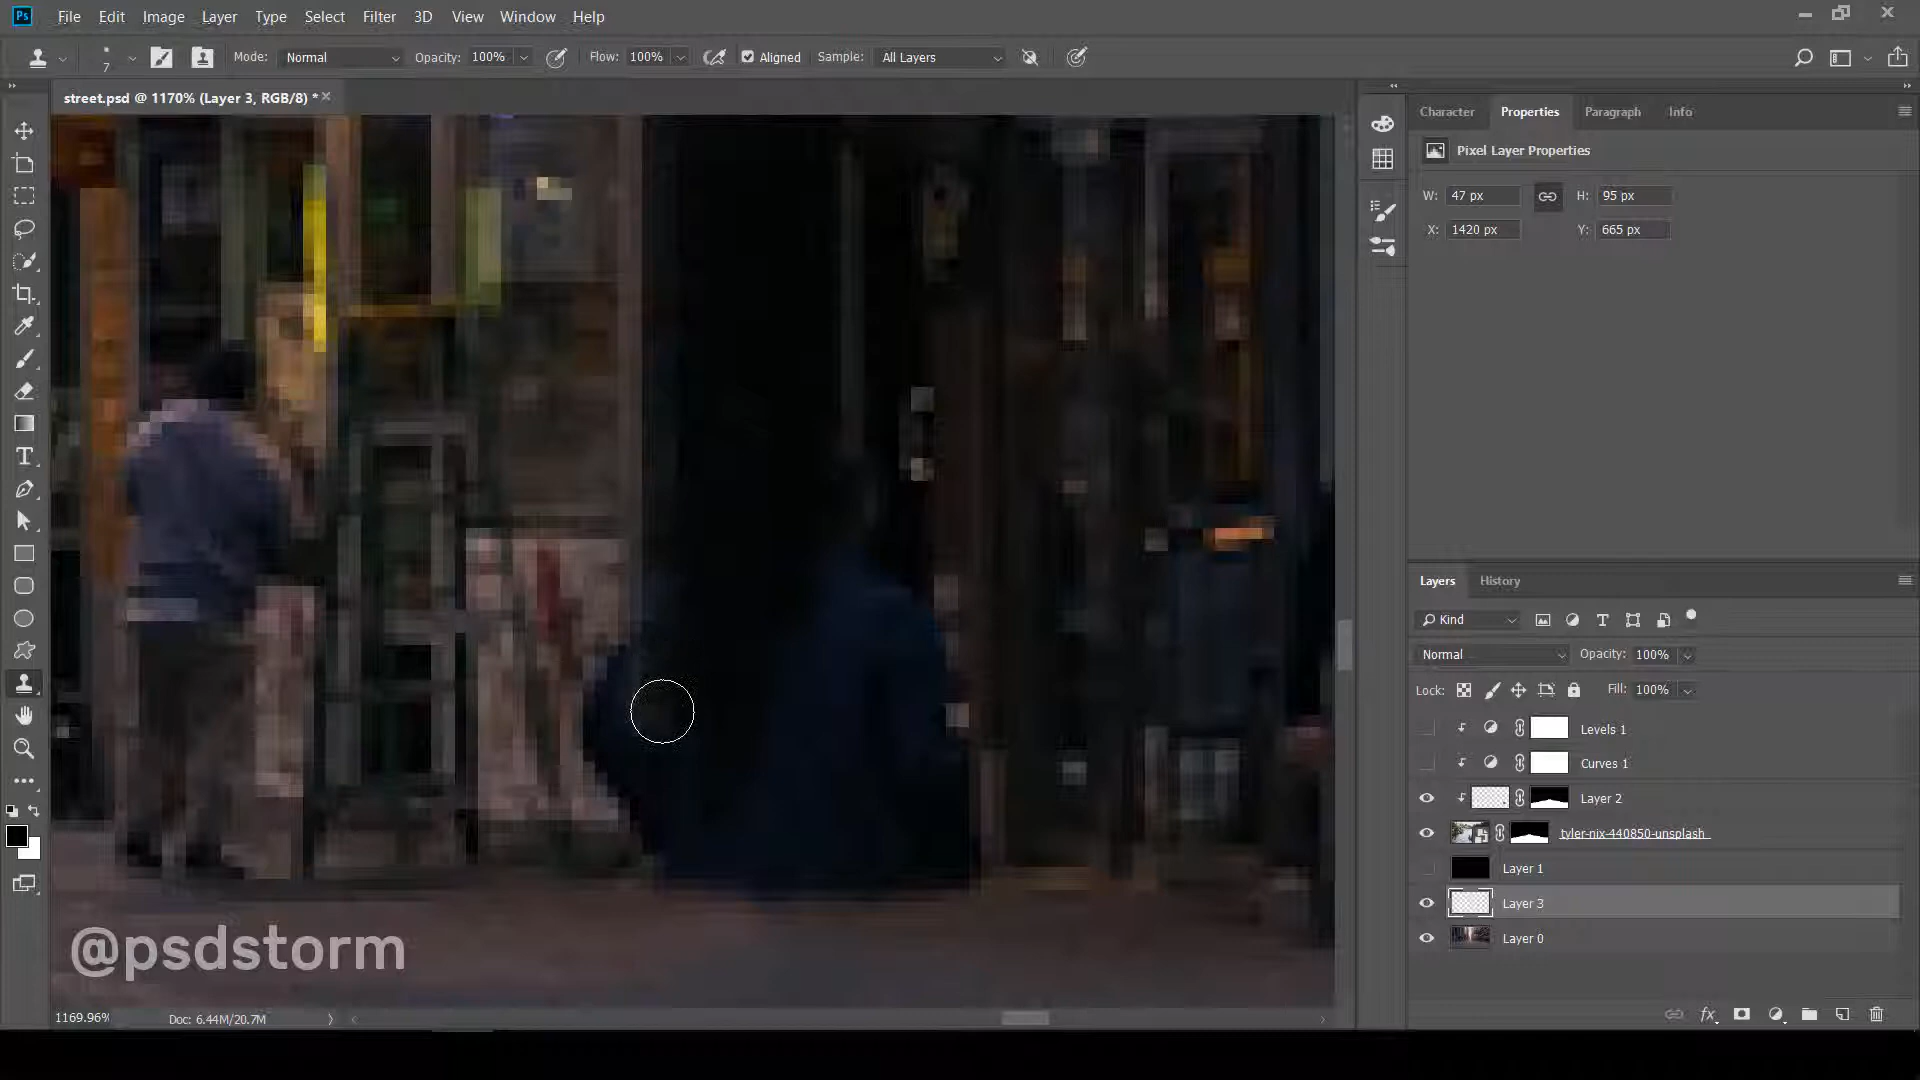 Ps File Edit Image Layer Type Select Filter 3D View Window Help
7 Mode: Normal Opacity: 100% Flow: 100% Aligned Sample: All Layers
street.psd @ 1170% (Layer 3, RGB/8) *
Character Properties Paragraph Info
Pixel Layer Properties
W: 47 px H: 95 px
X: 1420 px Y: 665 px
Layers History
Kind
Normal Opacity: 100%
Lock: Fill: 100%
Levels 1
Curves 1
Layer 2
tyler-nix-440850-unsplash
Layer 1
Layer 3
Layer 0
@psdstorm
1169.96% Doc: 6.44M/20.7M